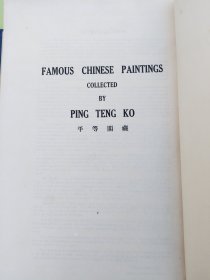 FAMOUS CHINESE PAINTINGS
COLLECTED
BY
PING TENG KO
平等閣藏